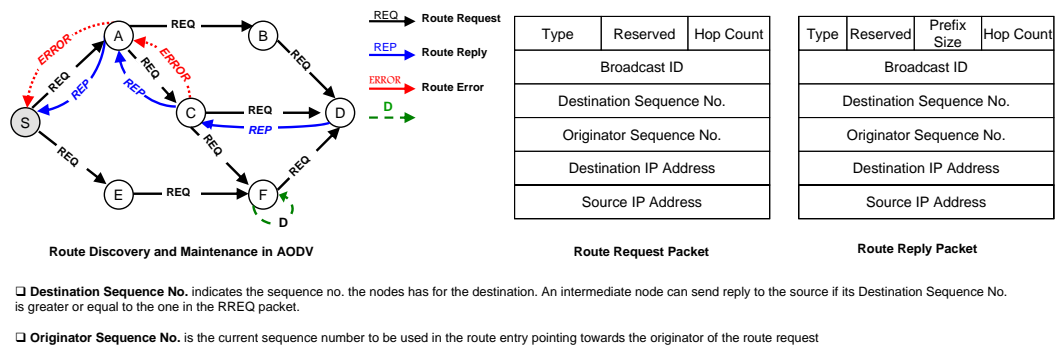 REQ
A
B
ERROR
REQ
REP
REQ
REP
ERROR
REQ
S
C
REQ
D
REP
REQ
REQ
REQ
E
REQ
F
D
Route Discovery and Maintenance in AODV
REQ Route Request
REP Route Reply
ERROR Route Error
D
Type Reserved Hop Count
Broadcast ID
Destination Sequence No.
Originator Sequence No.
Destination IP Address
Source IP Address
Route Request Packet
Type Reserved Prefix Size Hop Count
Broadcast ID
Destination Sequence No.
Originator Sequence No.
Destination IP Address
Source IP Address
Route Reply Packet
❑ Destination Sequence No. indicates the sequence no. the nodes has for the destination. An intermediate node can send reply to the source if its Destination Sequence No.
is greater or equal to the one in the RREQ packet.
❑ Originator Sequence No. is the current sequence number to be used in the route entry pointing towards the originator of the route request